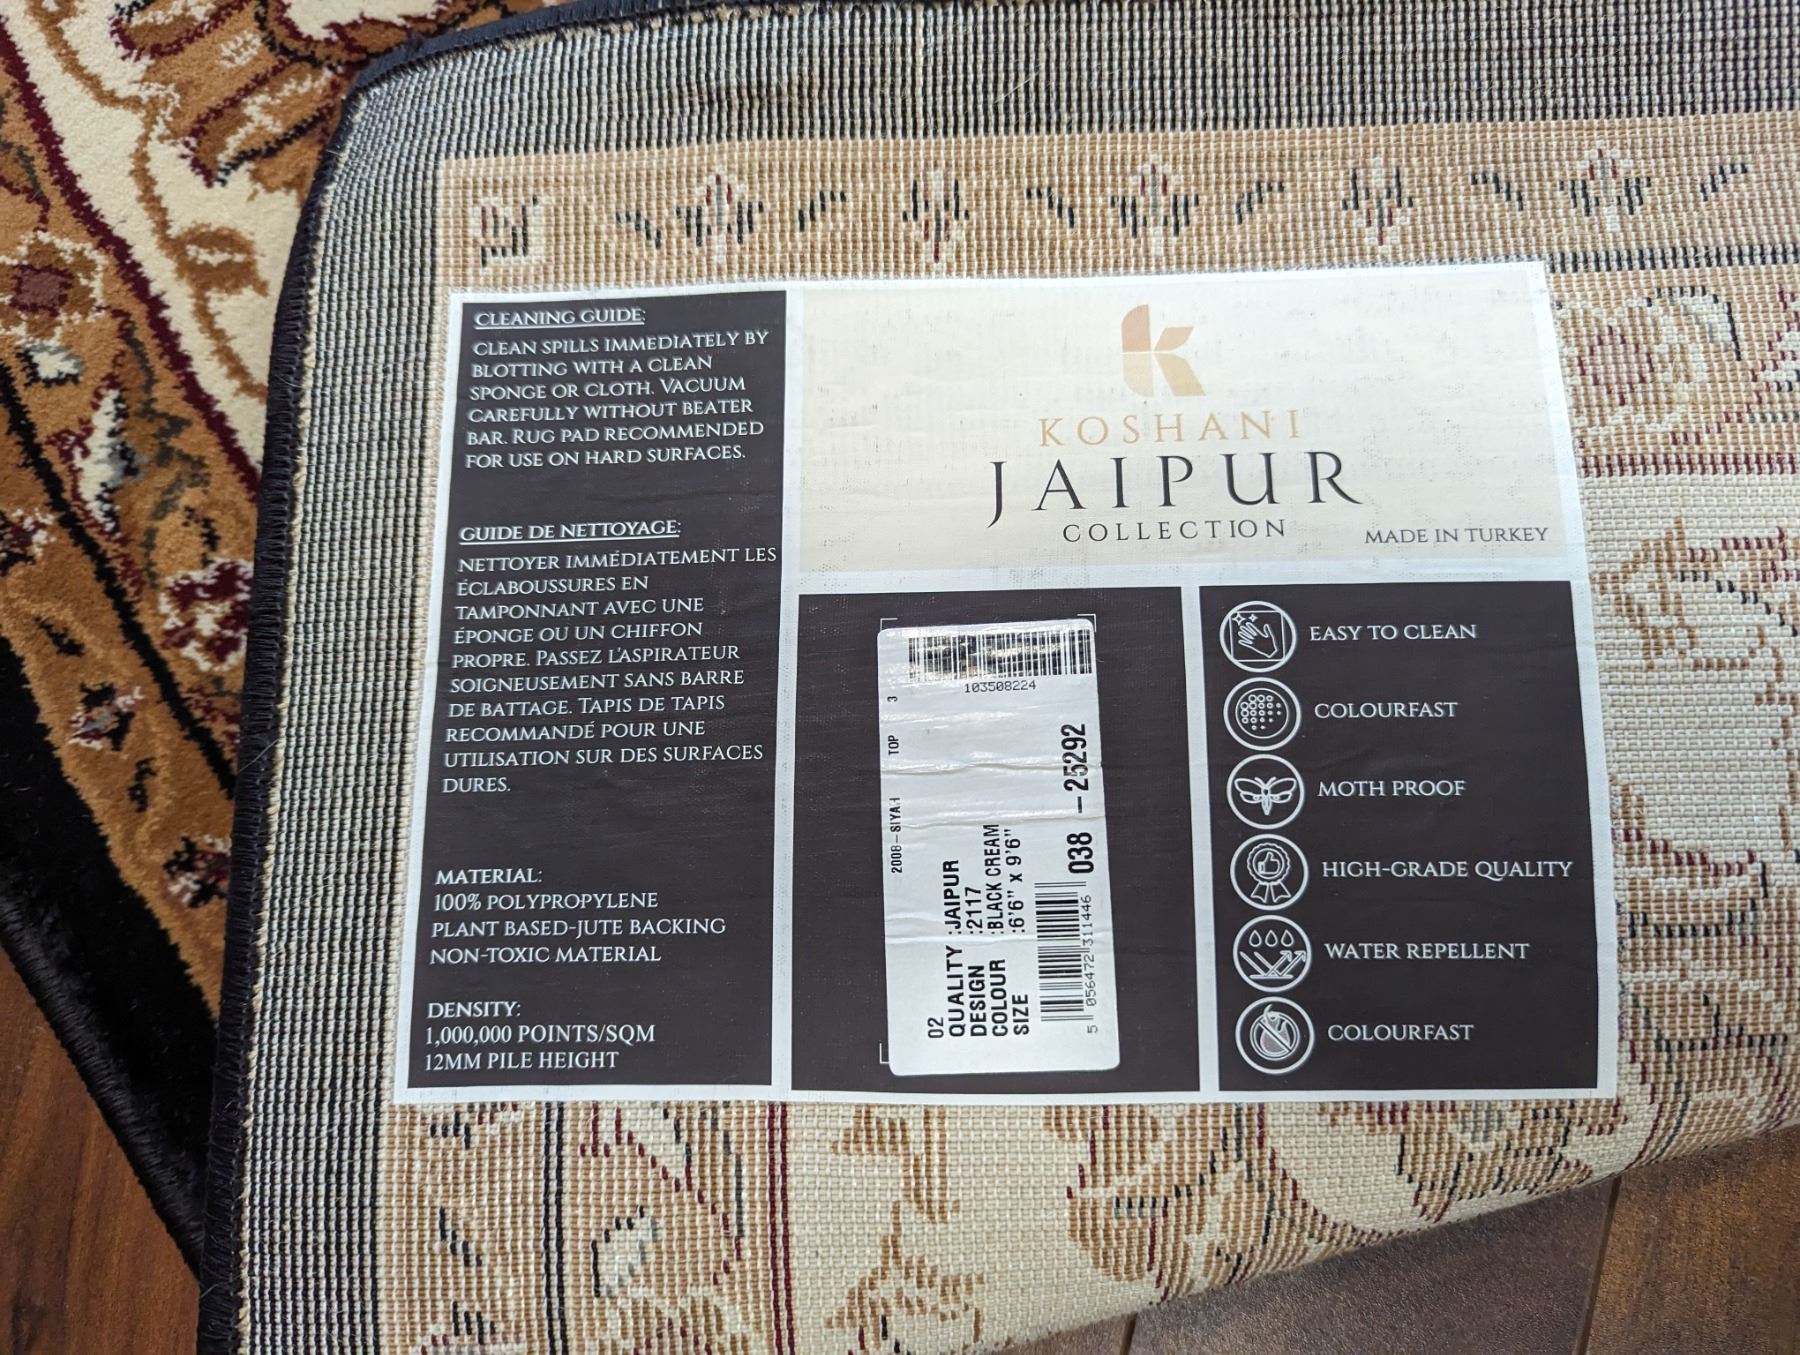 CLEANING GUIDE:
CLEAN SPILLS IMMEDIATELY BY
BLOTTING WITH A CLEAN
SPONGE OR CLOTH. VACUUM
CAREFULLY WITHOUT BEATER
BAR. RUG PAD RECOMMENDED
FOR USE ON HARD SURFACES.
GUIDE DE NETTOYAGE:
NETTOYER IMMÉDIATEMENT LES
ÉCLABOUSSURES EN
TAMPONNANT AVEC UNE
ÉPONGE OU UN CHIFFON
PROPRE. PASSEZ L'ASPIRATEUR
SOIGNEUSEMENT SANS BARRE
DE BATTAGE. TAPIS DE TAPIS
RECOMMANDÉ POUR UNE
UTILISATION SUR DES SURFACES
DURES.
MATERIAL:
100% POLYPROPYLENE
PLANT BASED-JUTE BACKING
NON-TOXIC MATERIAL
DENSITY:
1,000,000 POINTS/SQM
12MM PILE HEIGHT
KOSHANI
JAIPUR
COLLECTION
MADE IN TURKEY
103508224
2008-SIYAH TOP 3
02
QUALITY :JAIPUR
DESIGN :2117
COLOUR :BLACK CREAM
SIZE :6'6" x 9'6"
5 056472 311446
038 - 25292
EASY TO CLEAN
COLOURFAST
MOTH PROOF
HIGH-GRADE QUALITY
WATER REPELLENT
COLOURFAST